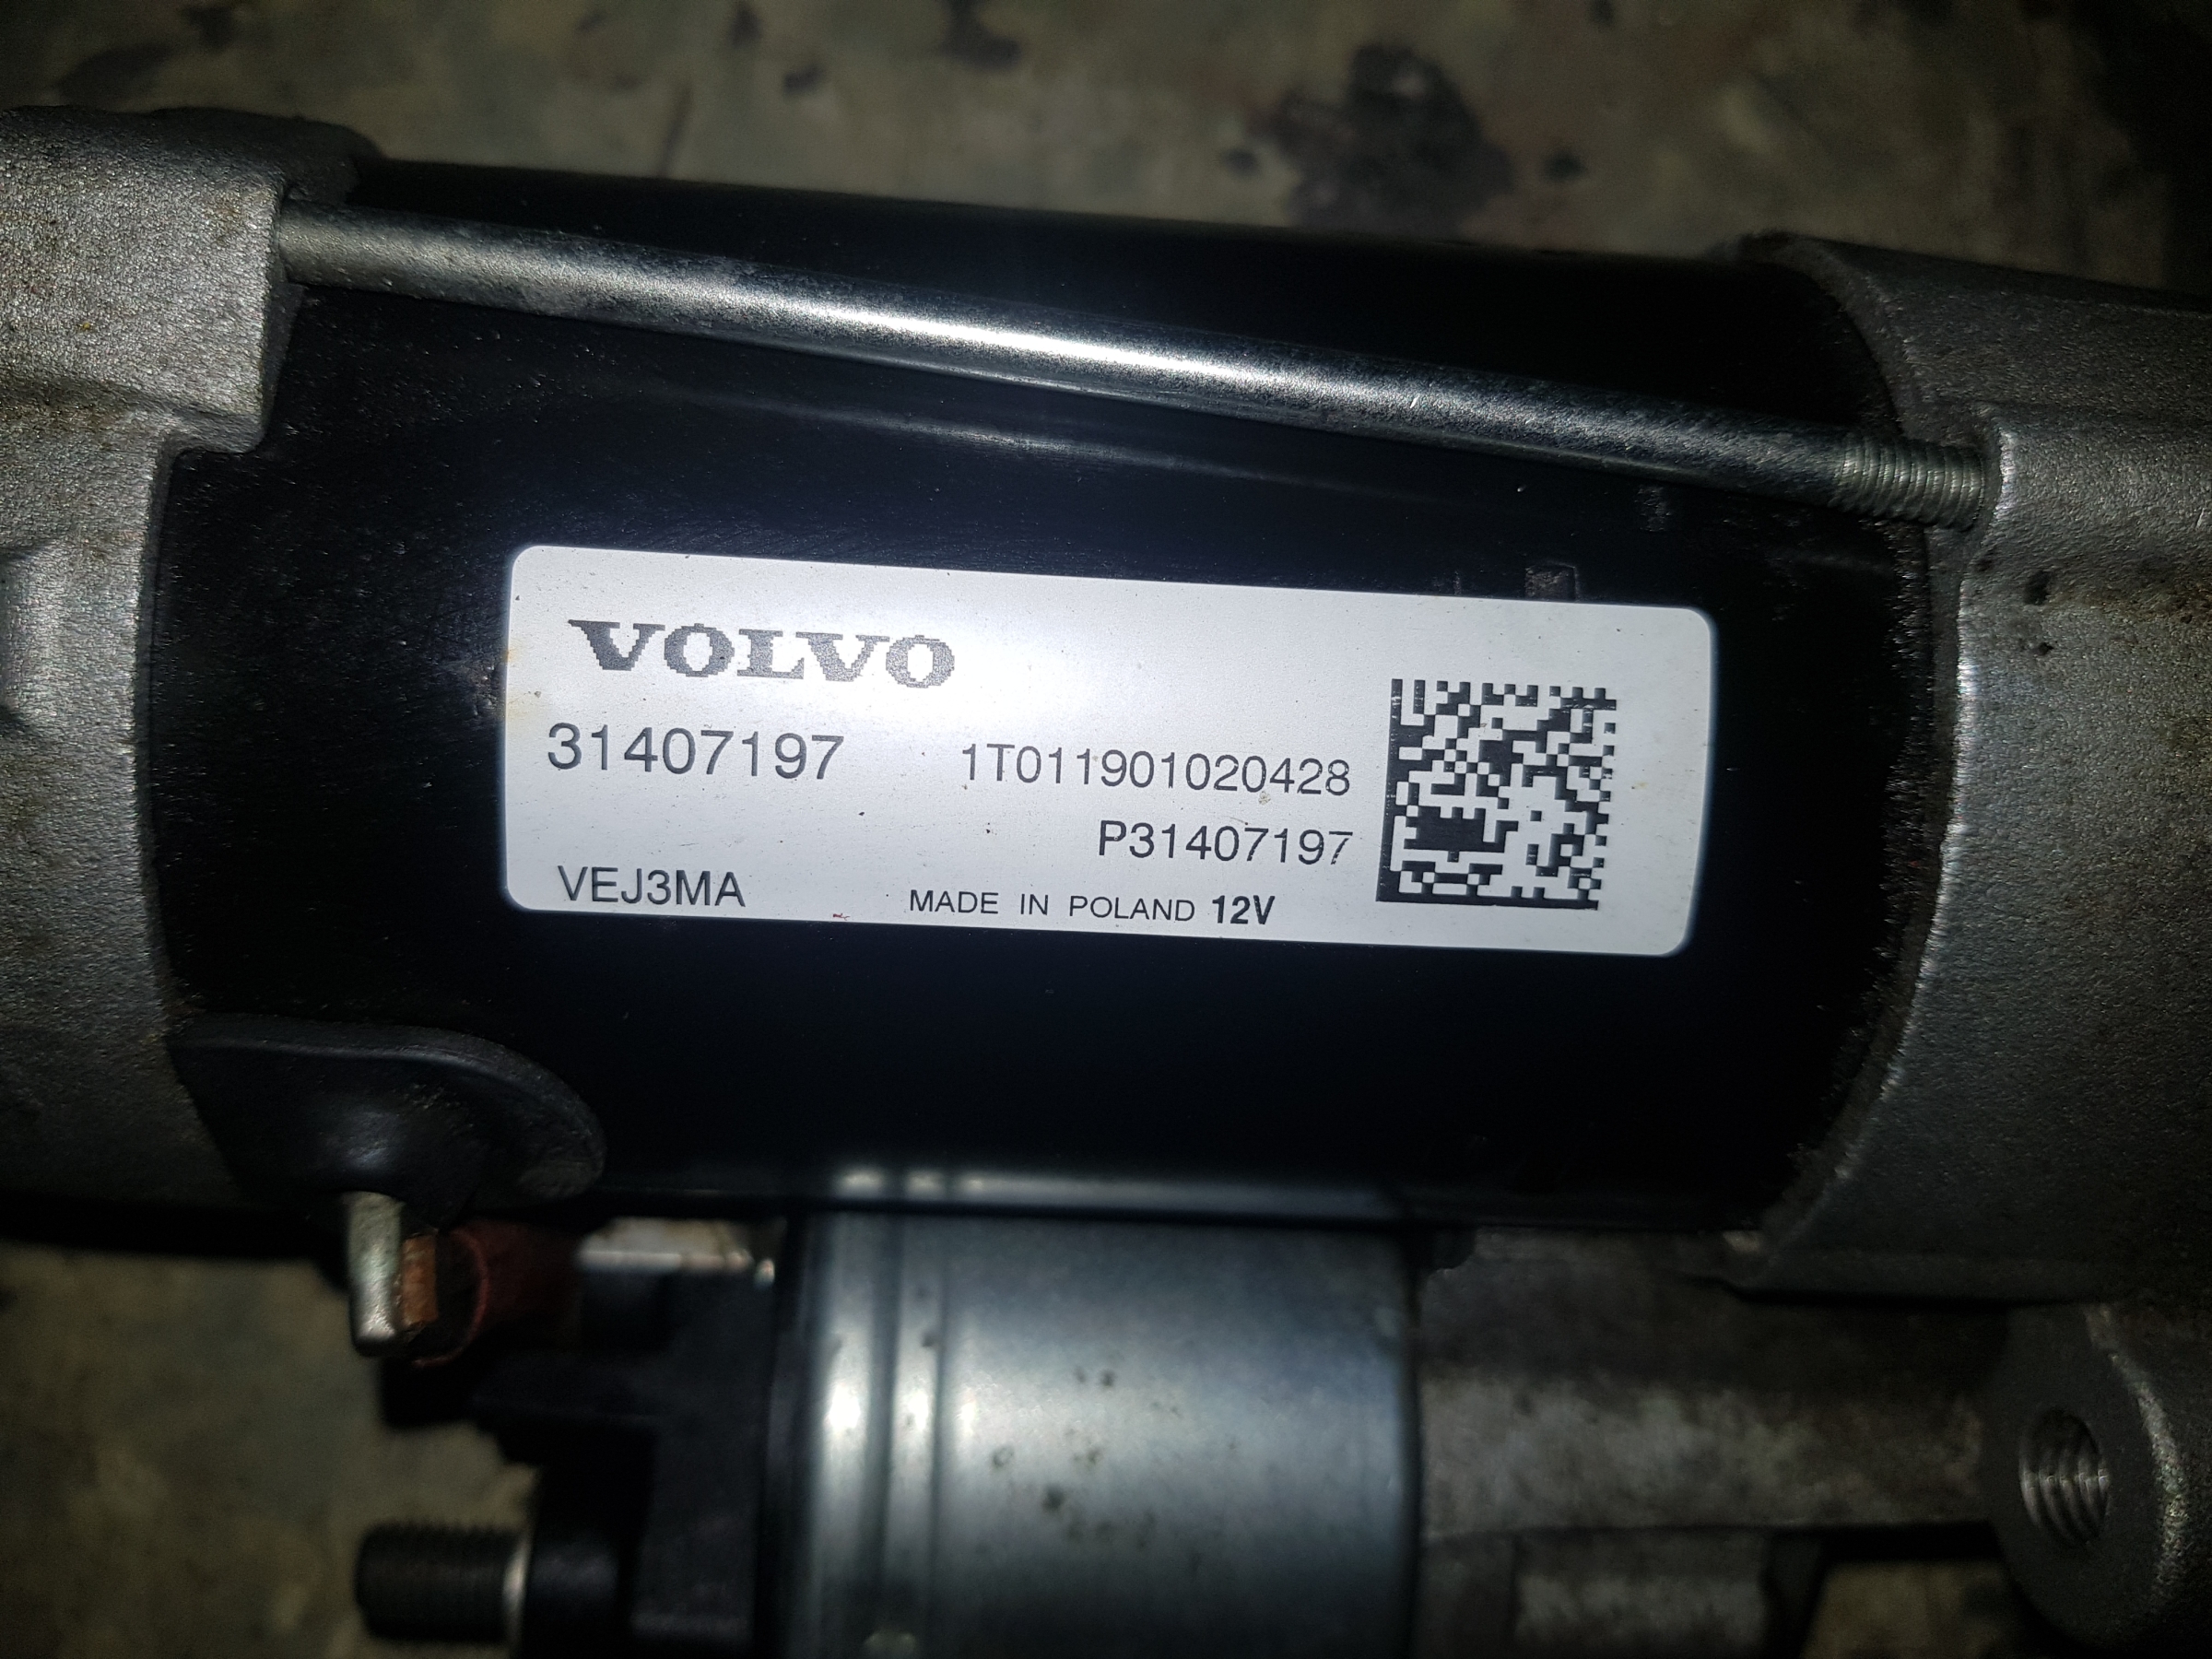 VOLVO
31407197 1T011901020428
P31407197
VEJ3MA MADE IN POLAND 12V